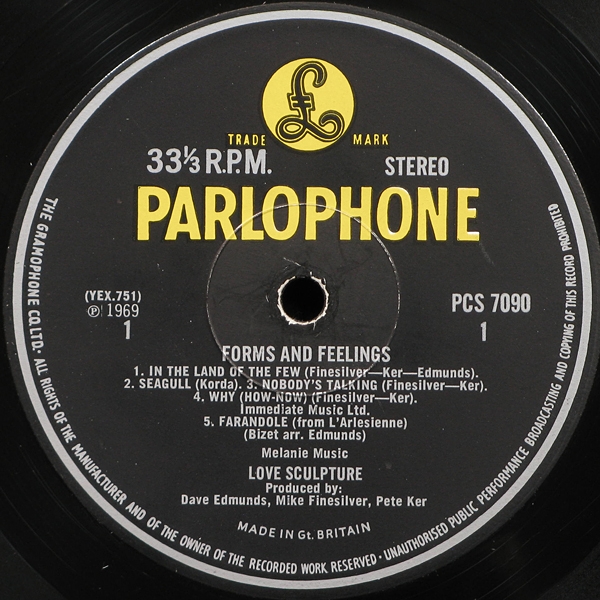 £
TRADE MARK
33⅓ R.P.M. STEREO
PARLOPHONE
(YEX.751)
Ⓟ 1969
1
PCS 7090
1
FORMS AND FEELINGS
1. IN THE LAND OF THE FEW (Finesilver—Ker—Edmunds).
2. SEAGULL (Korda). 3. NOBODY'S TALKING (Finesilver—Ker).
4. WHY (HOW-NOW) (Finesilver—Ker).
Immediate Music Ltd.
5. FARANDOLE (from L'Arlesienne)
(Bizet arr. Edmunds)
Melanie Music
LOVE SCULPTURE
Produced by:
Dave Edmunds, Mike Finesilver, Pete Ker
MADE IN Gt. BRITAIN
THE GRAMOPHONE CO. LTD. · ALL RIGHTS OF THE MANUFACTURER AND OF THE OWNER OF THE RECORDED WORK RESERVED · UNAUTHORISED PUBLIC PERFORMANCE BROADCASTING AND COPYING OF THIS RECORD PROHIBITED